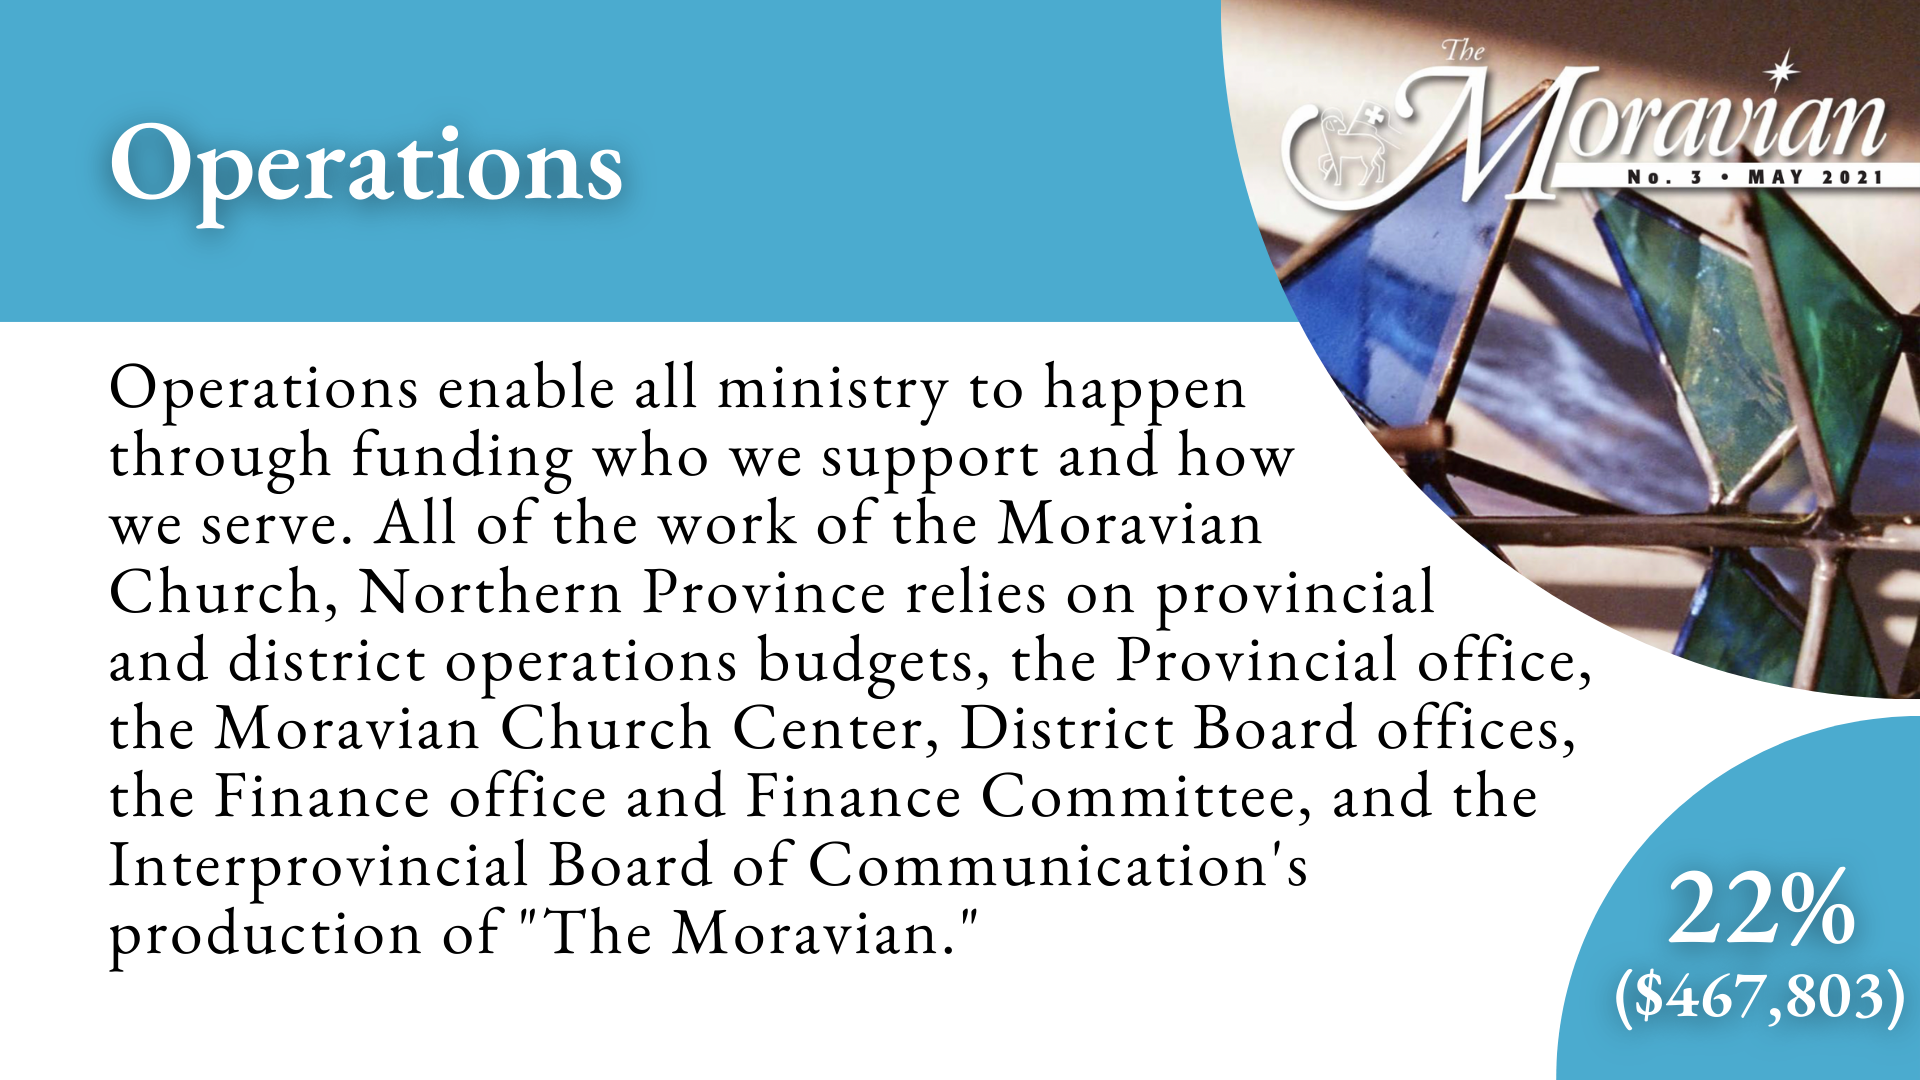 Operations
The
Moravian
No. 3 • MAY 2021
Operations enable all ministry to happen
through funding who we support and how
we serve. All of the work of the Moravian
Church, Northern Province relies on provincial
and district operations budgets, the Provincial office,
the Moravian Church Center, District Board offices,
the Finance office and Finance Committee, and the
Interprovincial Board of Communication's
production of "The Moravian."
22%
($467,803)